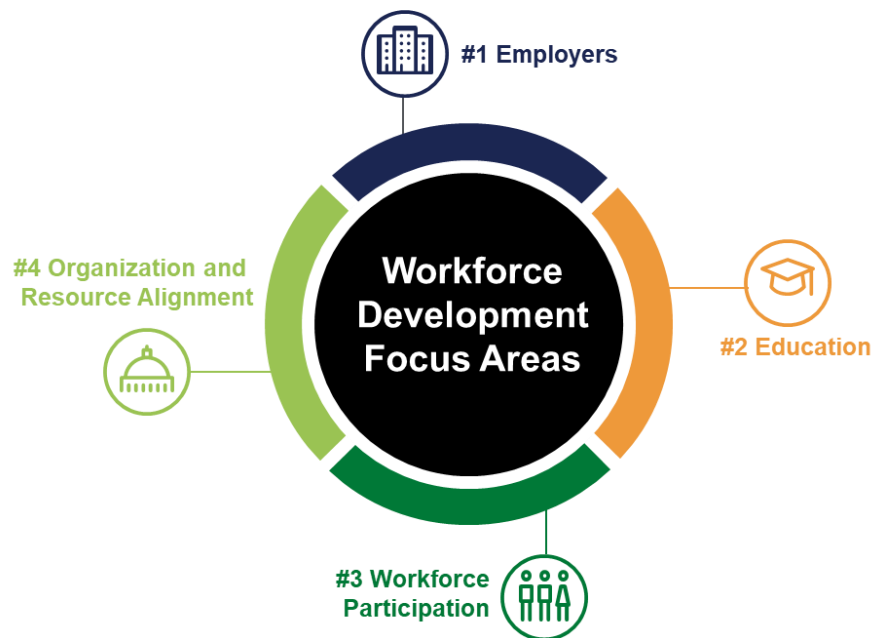 #1 Employers
Workforce
Development
Focus Areas
#2 Education
#3 Workforce
Participation
#4 Organization and
Resource Alignment